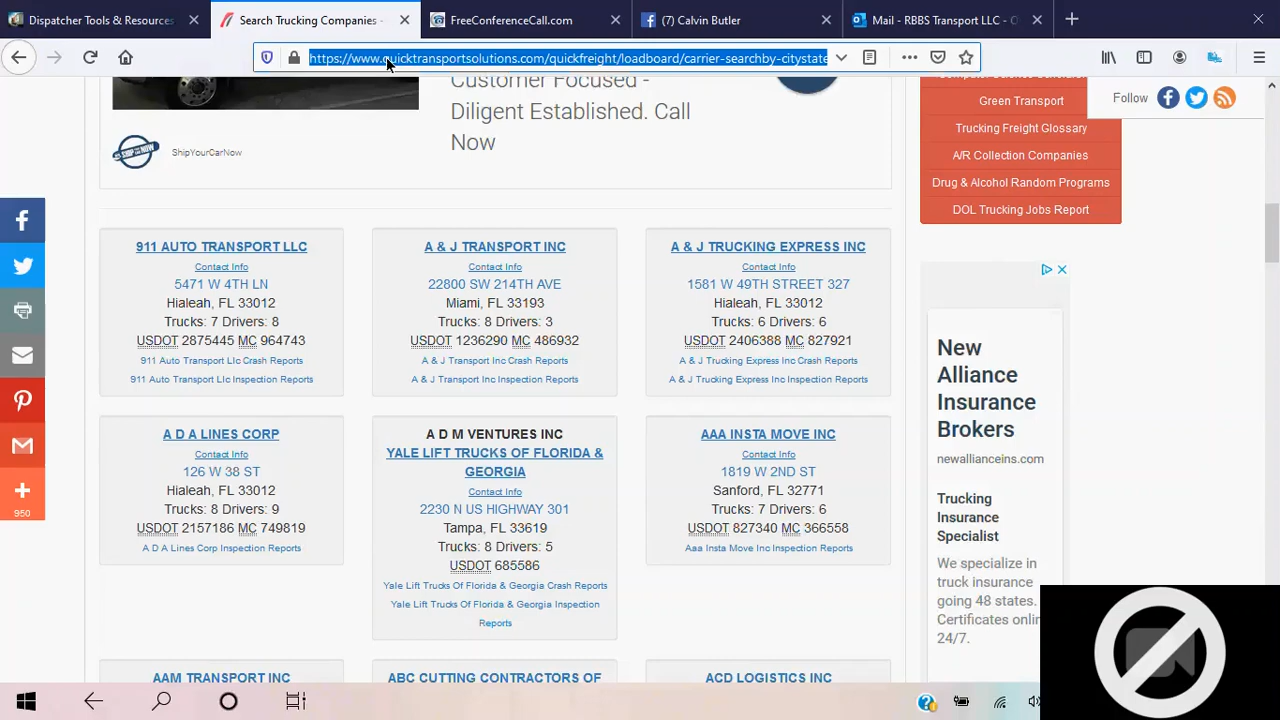 Dispatcher Tools & Resources
Search Trucking Companies -
FreeConferenceCall.com
(7) Calvin Butler
Mail - RBBS Transport LLC - O
https://www.quicktransportsolutions.com/quickfreight/loadboard/carrier-searchby-citystate
Customer Focused -
Diligent Established. Call
Now
ShipYourCarNow
Green Transport
Trucking Freight Glossary
A/R Collection Companies
Drug & Alcohol Random Programs
DOL Trucking Jobs Report
Follow
911 AUTO TRANSPORT LLC
Contact Info
5471 W 4TH LN
Hialeah, FL 33012
Trucks: 7 Drivers: 8
USDOT 2875445 MC 964743
911 Auto Transport Llc Crash Reports
911 Auto Transport Llc Inspection Reports
A & J TRANSPORT INC
Contact Info
22800 SW 214TH AVE
Miami, FL 33193
Trucks: 8 Drivers: 3
USDOT 1236290 MC 486932
A & J Transport Inc Crash Reports
A & J Transport Inc Inspection Reports
A & J TRUCKING EXPRESS INC
Contact Info
1581 W 49TH STREET 327
Hialeah, FL 33012
Trucks: 6 Drivers: 6
USDOT 2406388 MC 827921
A & J Trucking Express Inc Crash Reports
A & J Trucking Express Inc Inspection Reports
A D A LINES CORP
Contact Info
126 W 38 ST
Hialeah, FL 33012
Trucks: 8 Drivers: 9
USDOT 2157186 MC 749819
A D A Lines Corp Inspection Reports
A D M VENTURES INC
YALE LIFT TRUCKS OF FLORIDA &
GEORGIA
Contact Info
2230 N US HIGHWAY 301
Tampa, FL 33619
Trucks: 8 Drivers: 5
USDOT 685586
Yale Lift Trucks Of Florida & Georgia Crash Reports
Yale Lift Trucks Of Florida & Georgia Inspection
Reports
AAA INSTA MOVE INC
Contact Info
1819 W 2ND ST
Sanford, FL 32771
Trucks: 7 Drivers: 6
USDOT 827340 MC 366558
Aaa Insta Move Inc Inspection Reports
AAM TRANSPORT INC
ABC CUTTING CONTRACTORS OF
ACD LOGISTICS INC
950
New
Alliance
Insurance
Brokers
newallianceins.com
Trucking
Insurance
Specialist
We specialize in
truck insurance
going 48 states.
Certificates onlin
24/7.